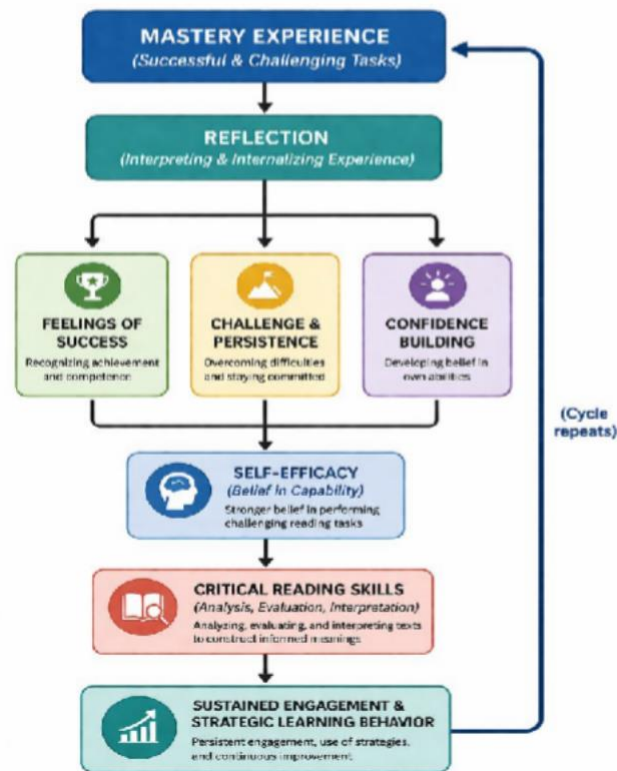 MASTERY EXPERIENCE
(Successful & Challenging Tasks)
REFLECTION
(Interpreting & Internalizing Experience)
FEELINGS OF
SUCCESS
Recognizing achievement
and competence
CHALLENGE &
PERSISTENCE
Overcoming difficulties
and staying committed
CONFIDENCE
BUILDING
Developing belief in
own abilities
(Cycle
repeats)
SELF-EFFICACY
(Belief in Capability)
Stronger belief in performing
challenging reading tasks
CRITICAL READING SKILLS
(Analysis, Evaluation, Interpretation)
Analyzing, evaluating, and interpreting texts
to construct informed meanings
SUSTAINED ENGAGEMENT &
STRATEGIC LEARNING BEHAVIOR
Persistent engagement, use of strategies,
and continuous improvement.